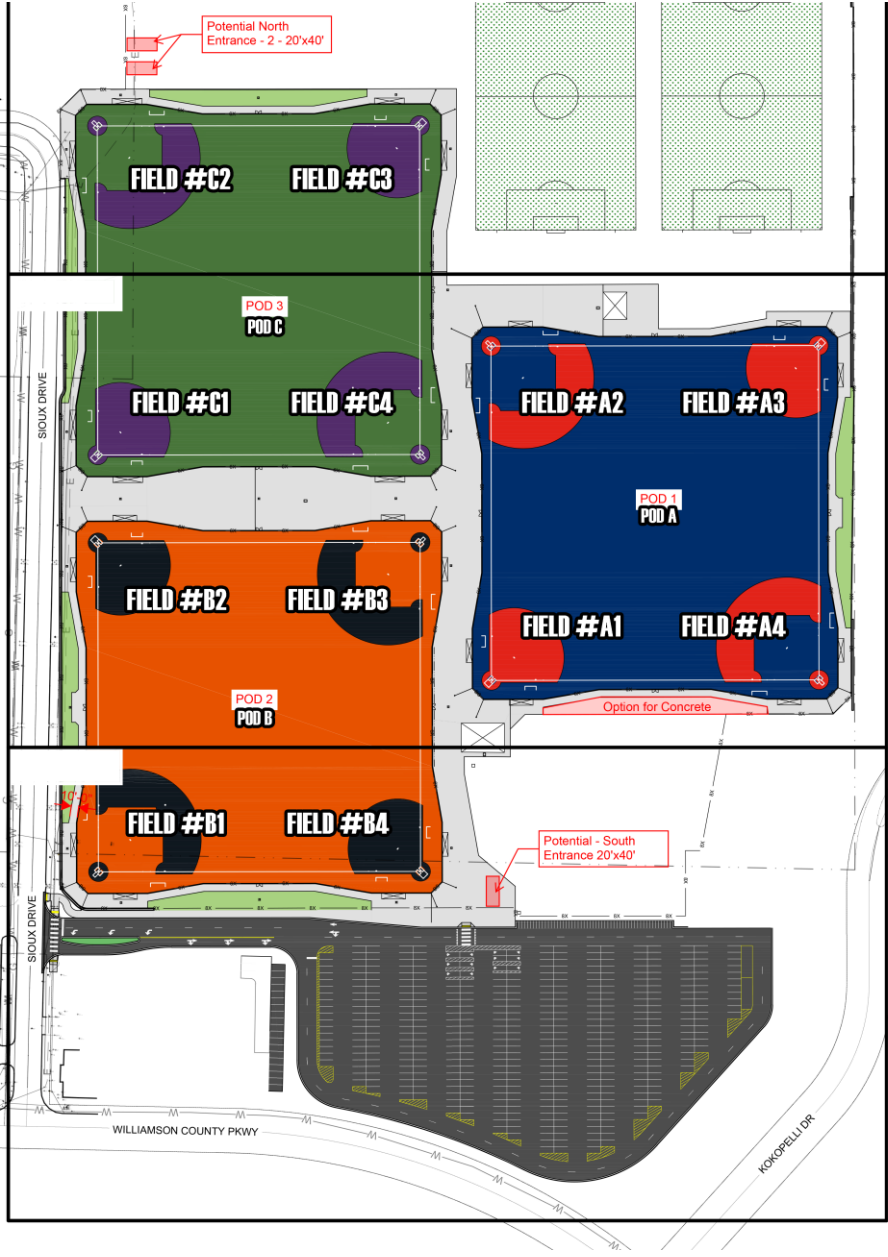 Potential North
Entrance - 2 - 20'x40'
FIELD #C2
FIELD #C3
POD 3
POD C
FIELD #C1
FIELD #C4
SIOUX DRIVE
FIELD #A2
FIELD #A3
POD 1
POD A
FIELD #B2
FIELD #B3
FIELD #A1
FIELD #A4
POD 2
POD B
Option for Concrete
FIELD #B1
FIELD #B4
Potential - South
Entrance 20'x40'
SIOUX DRIVE
WILLIAMSON COUNTY PKWY
KOKOPELLI DR